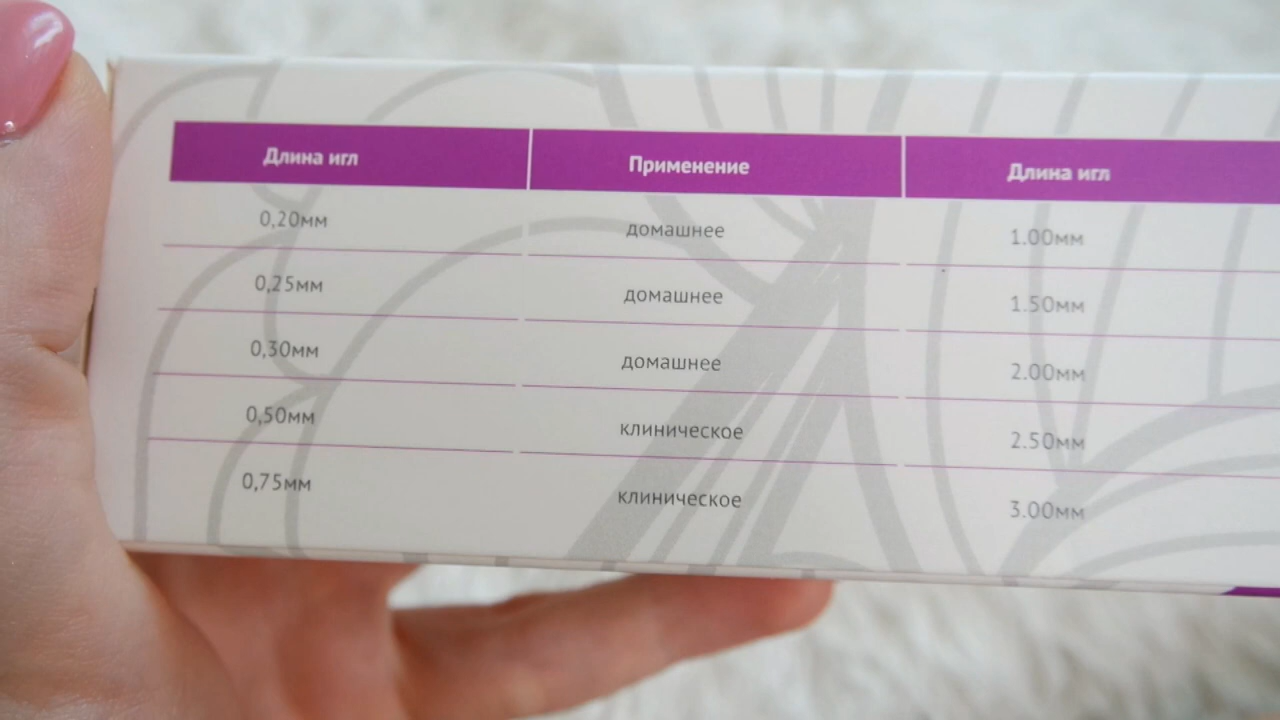 Длина игл Применение Длина игл
0,20мм домашнее 1.00мм
0,25мм домашнее 1.50мм
0,30мм домашнее 2.00мм
0,50мм клиническое 2.50мм
0,75мм клиническое 3.00мм